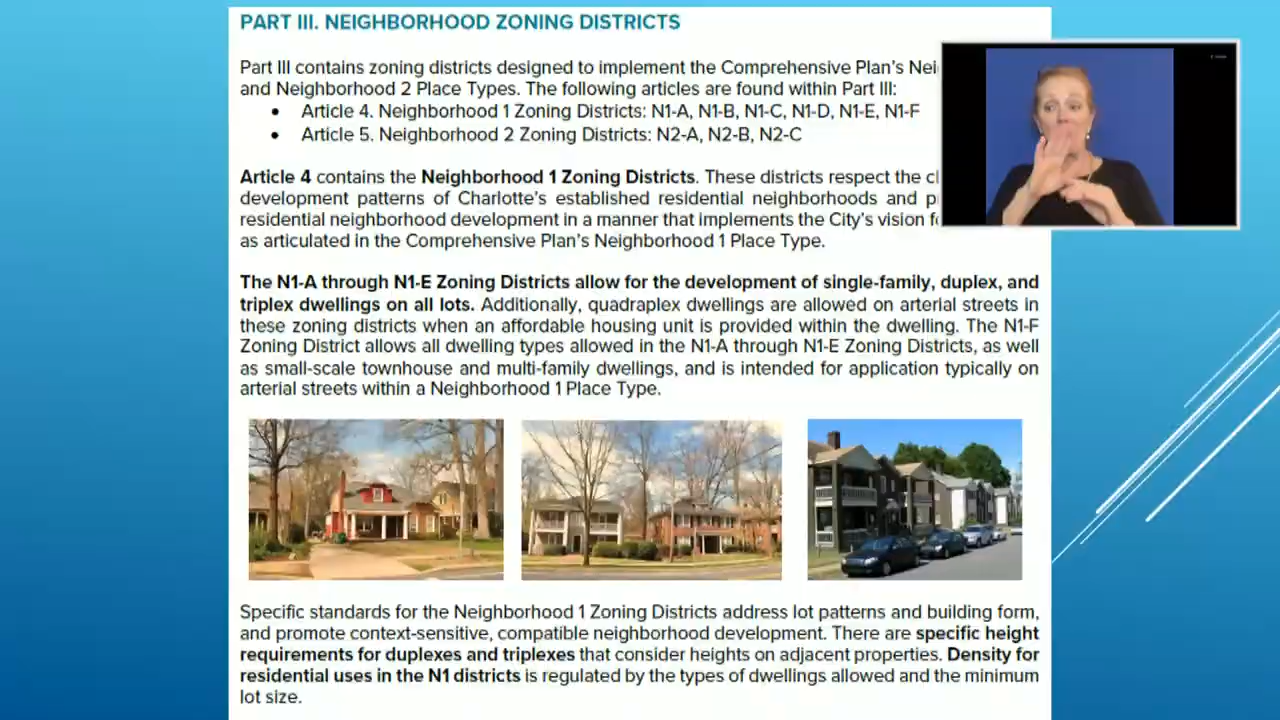 PART III. NEIGHBORHOOD ZONING DISTRICTS
Part III contains zoning districts designed to implement the Comprehensive Plan's Nei
and Neighborhood 2 Place Types. The following articles are found within Part III:
• Article 4. Neighborhood 1 Zoning Districts: N1-A, N1-B, N1-C, N1-D, N1-E, N1-F
• Article 5. Neighborhood 2 Zoning Districts: N2-A, N2-B, N2-C
Article 4 contains the Neighborhood 1 Zoning Districts. These districts respect the
development patterns of Charlotte's established residential neighborhoods and
residential neighborhood development in a manner that implements the City's vision
as articulated in the Comprehensive Plan's Neighborhood 1 Place Type.
The N1-A through N1-E Zoning Districts allow for the development of single-family, duplex, and
triplex dwellings on all lots. Additionally, quadraplex dwellings are allowed on arterial streets in
these zoning districts when an affordable housing unit is provided within the dwelling. The N1-F
Zoning District allows all dwelling types allowed in the N1-A through N1-E Zoning Districts, as well
as small-scale townhouse and multi-family dwellings, and is intended for application typically on
arterial streets within a Neighborhood 1 Place Type.
Specific standards for the Neighborhood 1 Zoning Districts address lot patterns and building form,
and promote context-sensitive, compatible neighborhood development. There are specific height
requirements for duplexes and triplexes that consider heights on adjacent properties. Density for
residential uses in the N1 districts is regulated by the types of dwellings allowed and the minimum
lot size.